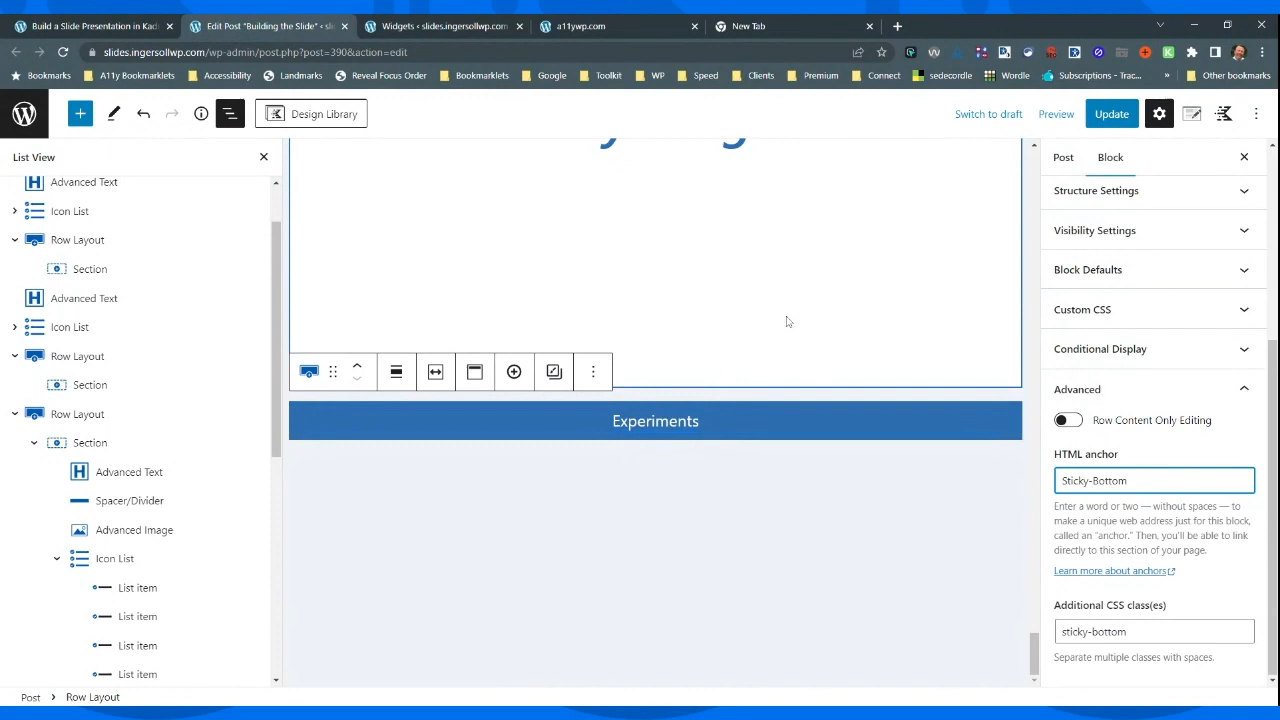 Build a Slide Presentation in Kad
Edit Post "Building the Slide" ‹ sli
Widgets ‹ slides.ingersollwp.com
a11ywp.com
New Tab
slides.ingersollwp.com/wp-admin/post.php?post=390&action=edit
Bookmarks
A11y Bookmarklets
Accessibility
Landmarks
Reveal Focus Order
Bookmarklets
Google
Toolkit
WP
Speed
Clients
Premium
Connect
sedecordle
Wordle
Subscriptions - Trac...
»
Other bookmarks
Design Library
Switch to draft
Preview
Update
List View
Advanced Text
Icon List
Row Layout
Section
Advanced Text
Icon List
Row Layout
Section
Row Layout
Section
Advanced Text
Spacer/Divider
Advanced Image
Icon List
List item
List item
List item
List item
Experiments
Post
Block
Structure Settings
Visibility Settings
Block Defaults
Custom CSS
Conditional Display
Advanced
Row Content Only Editing
HTML anchor
Sticky-Bottom
Enter a word or two — without spaces — to
make a unique web address just for this block,
called an “anchor.” Then, you’ll be able to link
directly to this section of your page.
Learn more about anchors
Additional CSS class(es)
sticky-bottom
Separate multiple classes with spaces.
Post > Row Layout